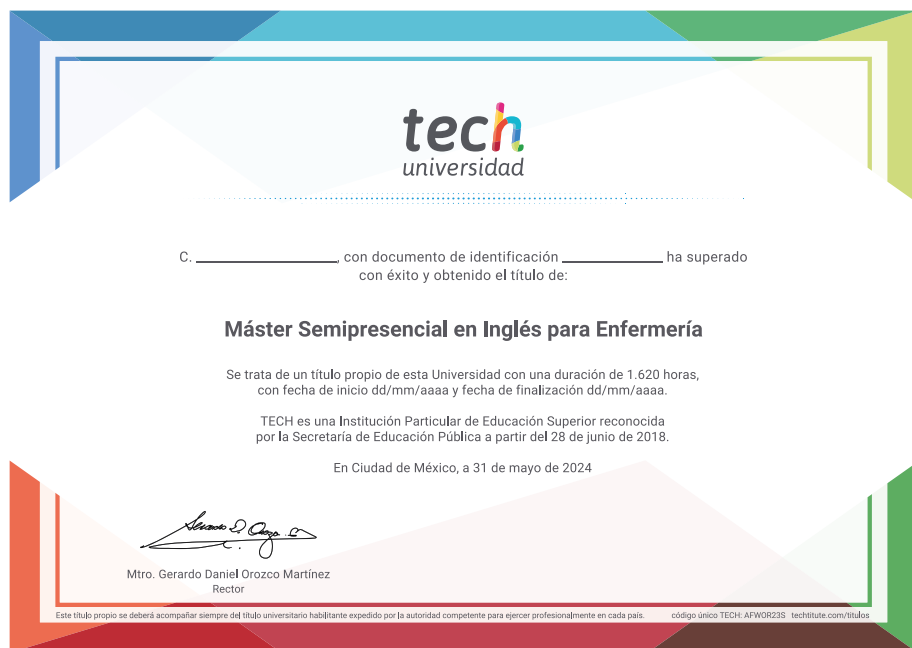 tech
universidad
C. ____________________, con documento de identificación ______________ ha superado
con éxito y obtenido el título de:
Máster Semipresencial en Inglés para Enfermería
Se trata de un título propio de esta Universidad con una duración de 1.620 horas,
con fecha de inicio dd/mm/aaaa y fecha de finalización dd/mm/aaaa.
TECH es una Institución Particular de Educación Superior reconocida
por la Secretaría de Educación Pública a partir del 28 de junio de 2018.
En Ciudad de México, a 31 de mayo de 2024
Mtro. Gerardo Daniel Orozco Martínez
Rector
Este título propio se deberá acompañar siempre del título universitario habilitante expedido por la autoridad competente para ejercer profesionalmente en cada país. código único TECH: AFWOR23S techtitute.com/titulos